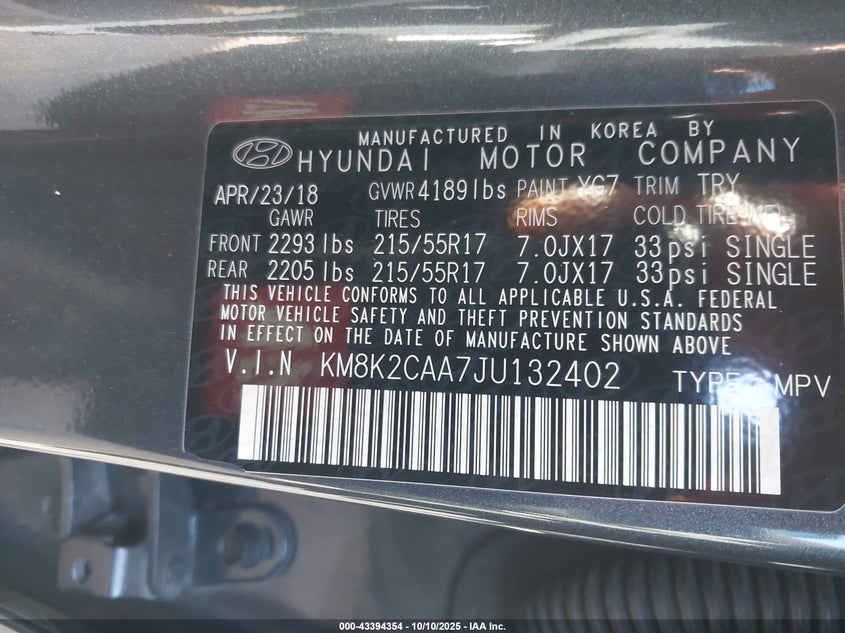 MANUFACTURED IN KOREA BY
HYUNDAI MOTOR COMPANY
APR/23/18 GVWR 4189lbs PAINT YG7 TRIM TRY
GAWR TIRES RIMS COLD TIRE INFL
FRONT 2293 lbs 215/55R17 7.0JX17 33psi SINGLE
REAR 2205 lbs 215/55R17 7.0JX17 33psi SINGLE
THIS VEHICLE CONFORMS TO ALL APPLICABLE U.S.A. FEDERAL
MOTOR VEHICLE SAFETY AND THEFT PREVENTION STANDARDS
IN EFFECT ON THE DATE OF MANUFACTURE SHOWN ABOVE
V.I.N KM8K2CAA7JU132402 TYPE MPV
000-43394354 - 10/10/2025 - IAA Inc.